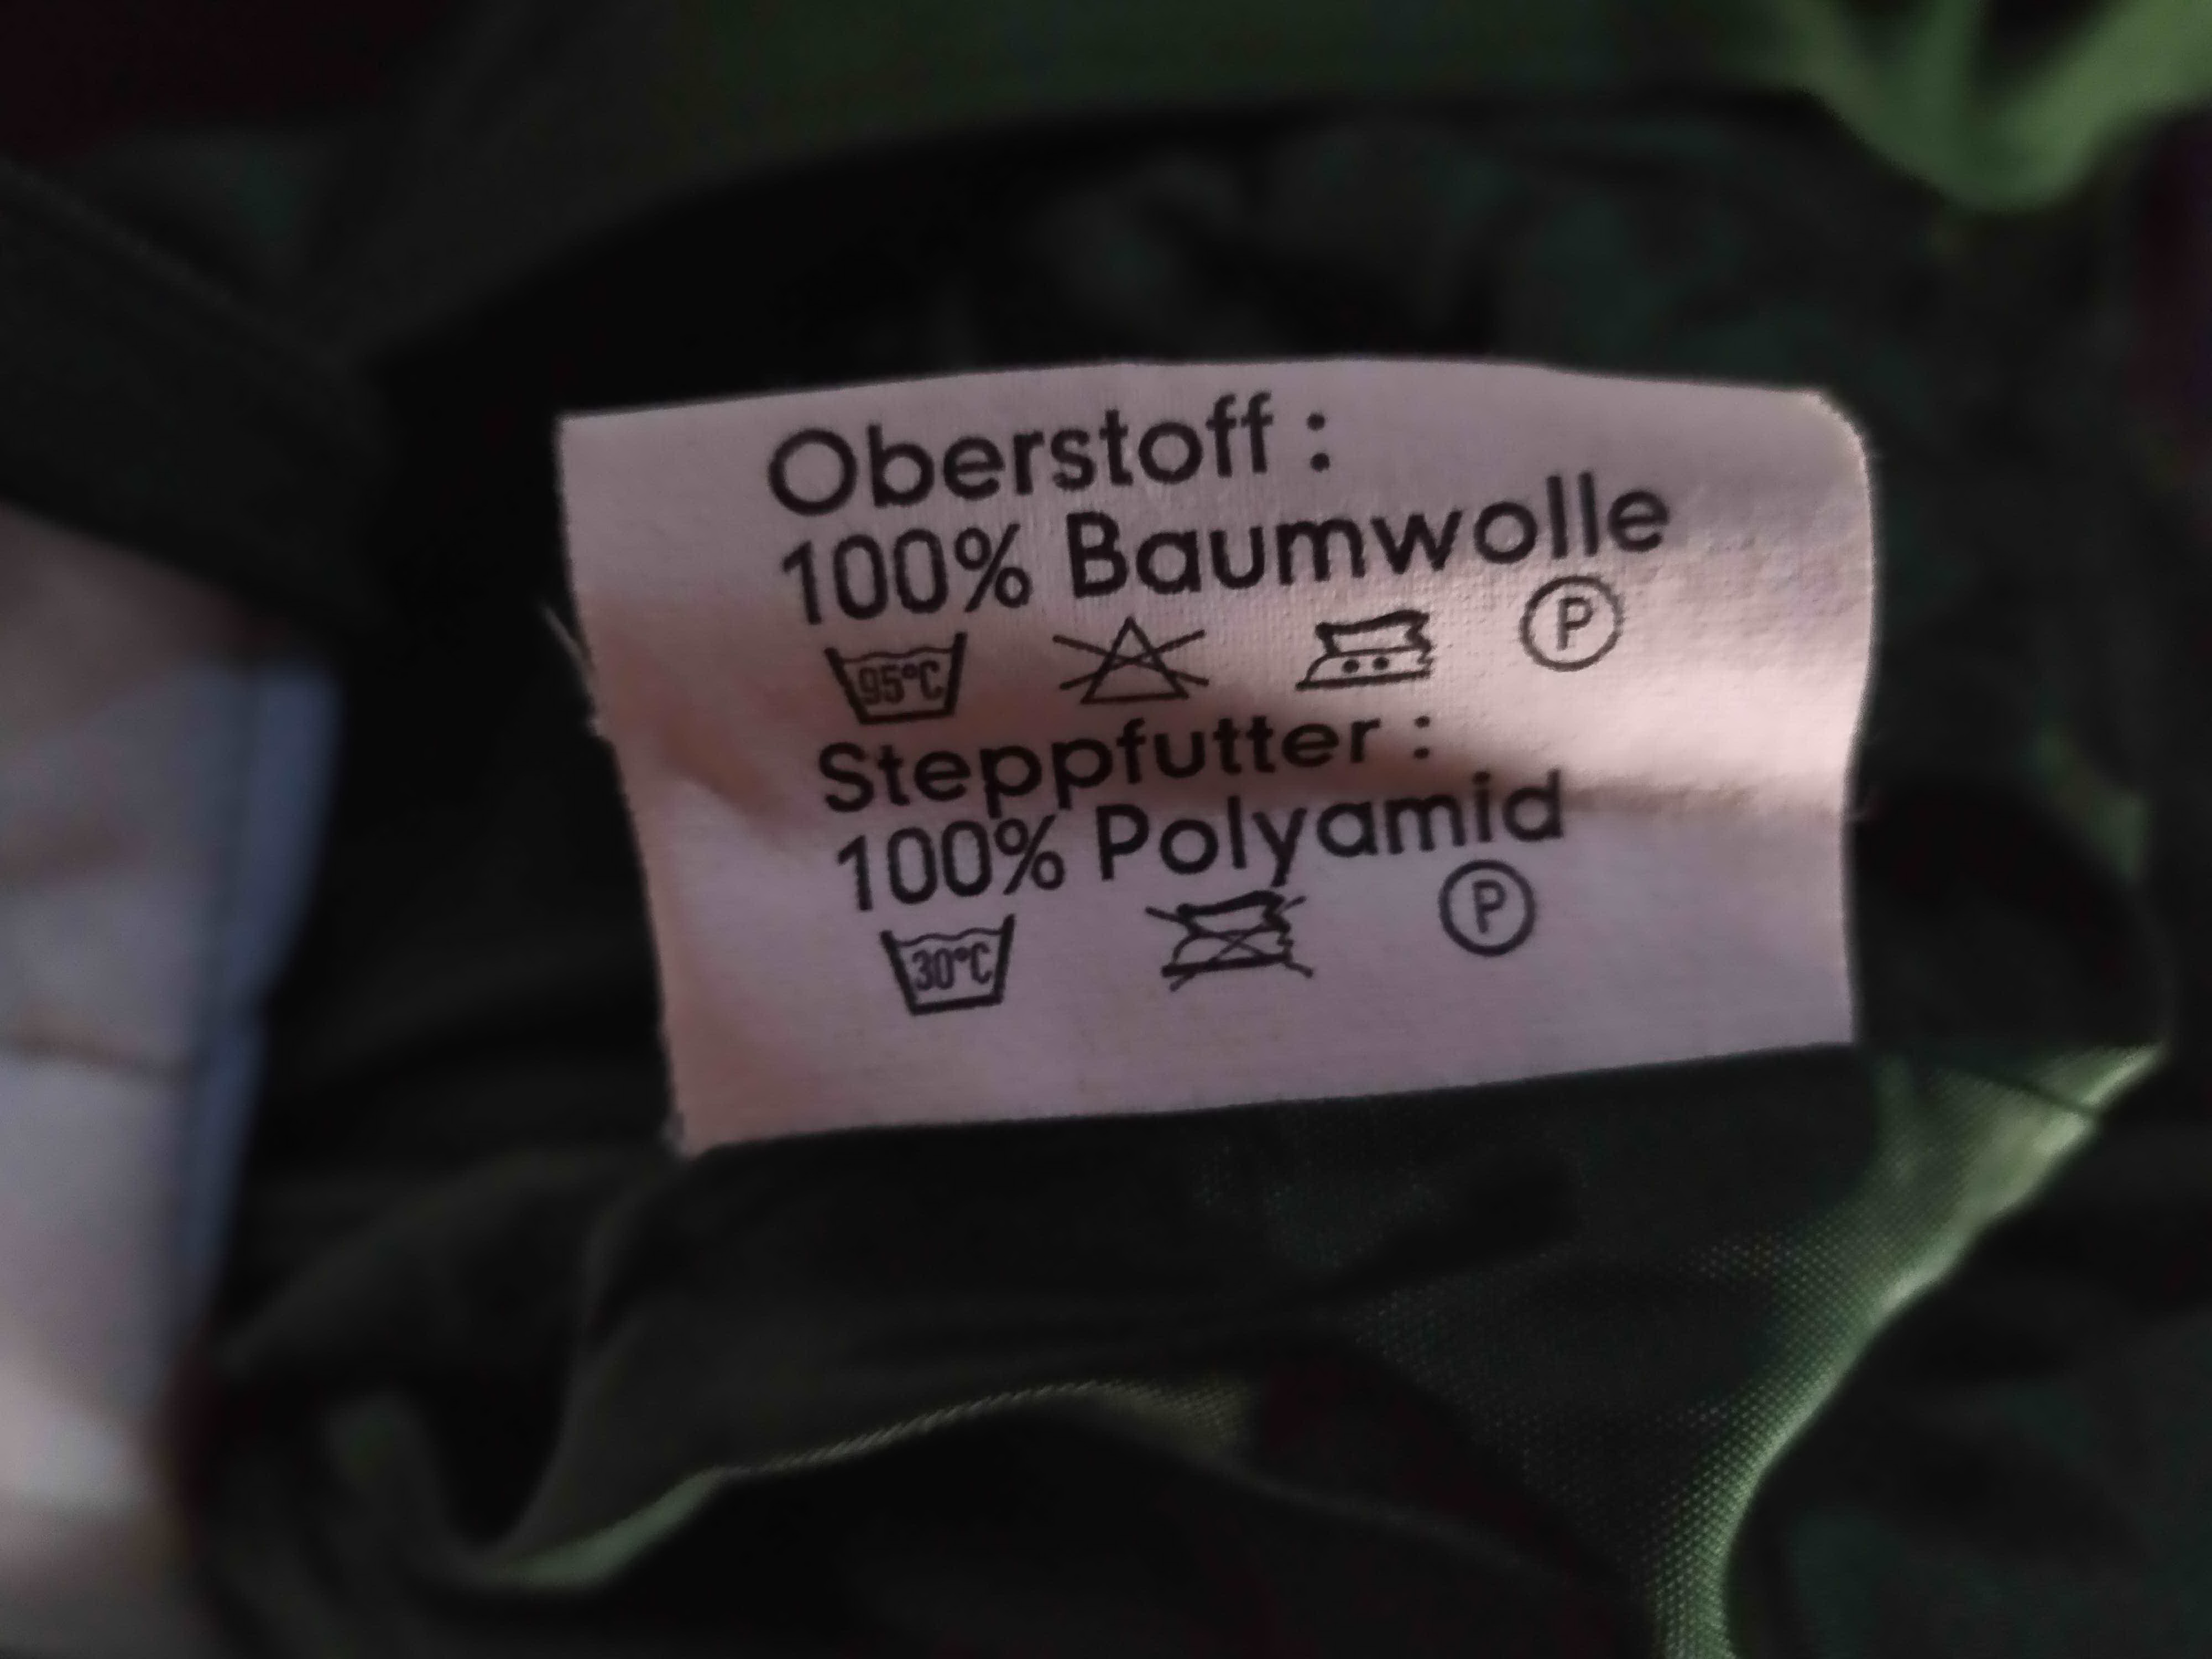 Oberstoff :
100% Baumwolle
95°C P
Steppfutter :
100% Polyamid
30°C P